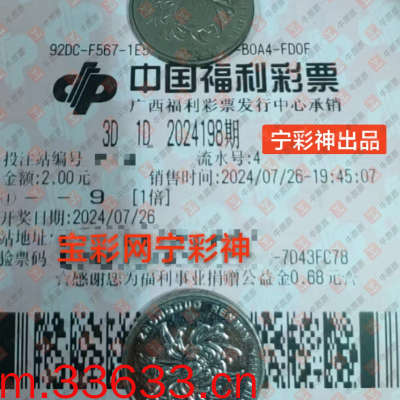 92DC-F567-1E5 -B0A4-FD0F
中国福利彩票
广西福利彩票发行中心承销
3D 1D 2024198期
宁彩神出品
投注站编号 流水号:4
金额:2.00元 销售时间:2024/07/26-19:45:07
- - 9 [1倍]
开奖日期:2024/07/26
站地址:
宝彩网宁彩神
验票码 -7D43FC78
感谢您为福利事业捐赠公益金0.68元
m.33633.cn